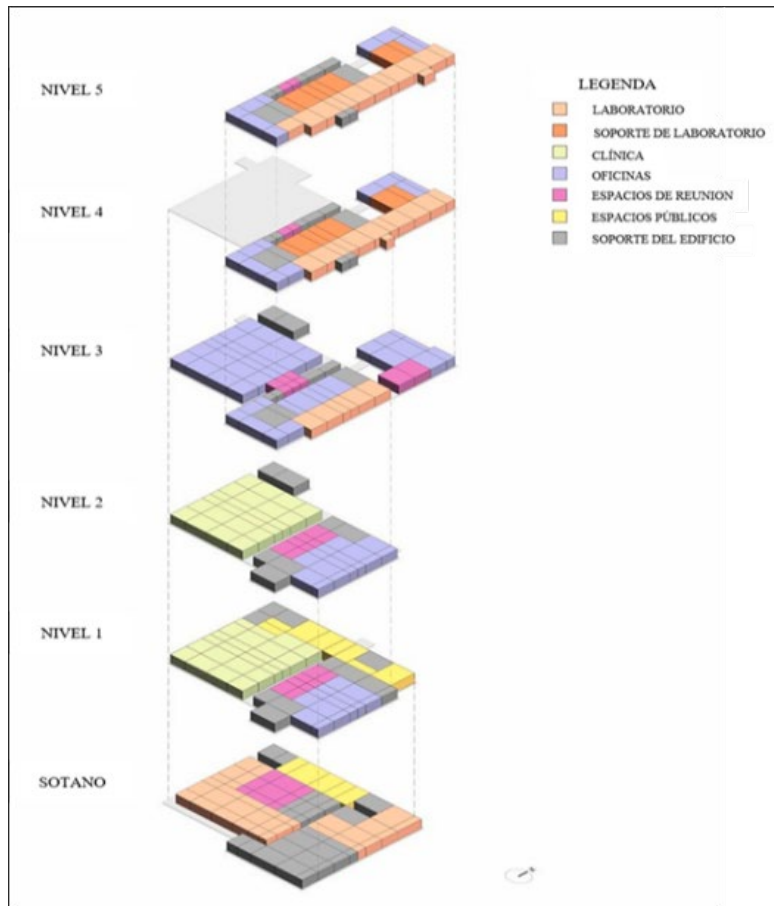 NIVEL 5
NIVEL 4
NIVEL 3
NIVEL 2
NIVEL 1
SOTANO
LEGENDA
LABORATORIO
SOPORTE DE LABORATORIO
CLÍNICA
OFICINAS
ESPACIOS DE REUNION
ESPACIOS PÚBLICOS
SOPORTE DEL EDIFICIO